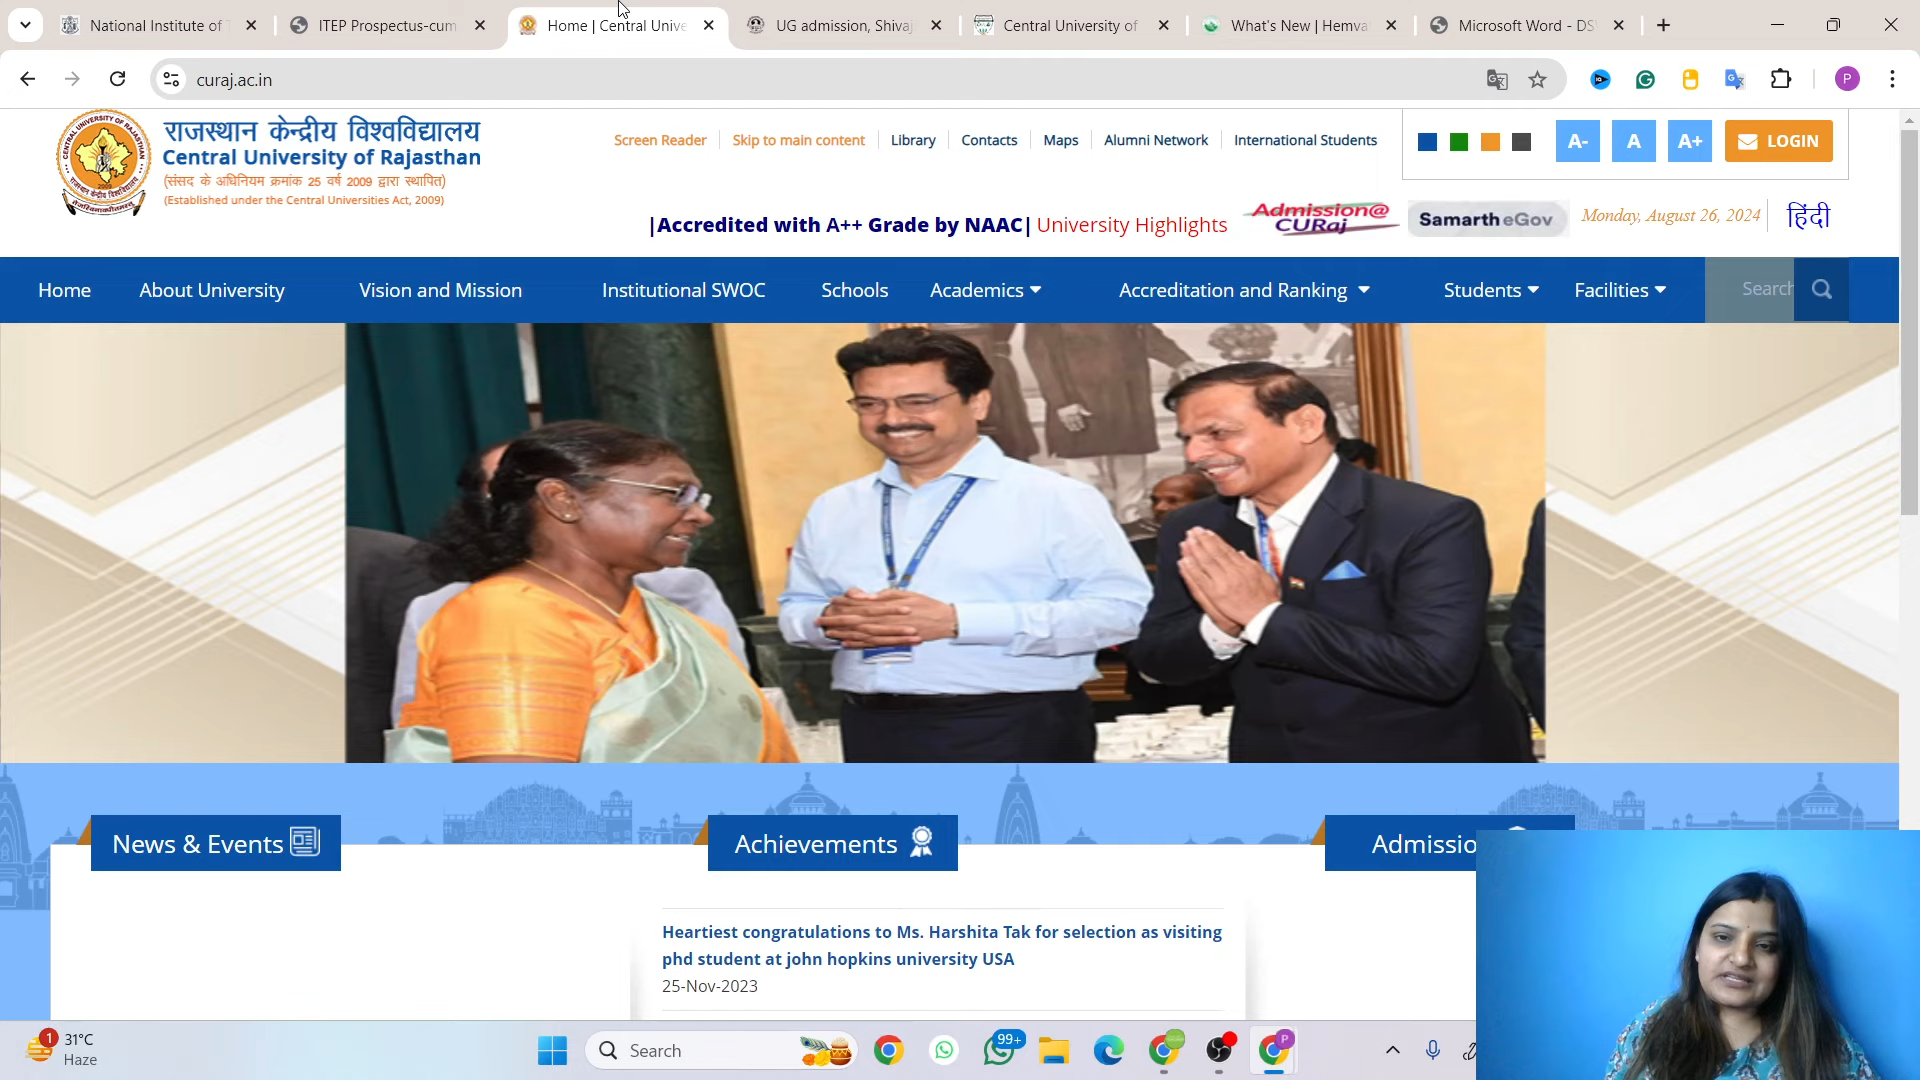 National Institute of T
ITEP Prospectus-cum
Home | Central Unive
UG admission, Shivaj
Central University of
What's New | Hemva
Microsoft Word - DS
curaj.ac.in
P
राजस्थान केन्द्रीय विश्वविद्यालय
Central University of Rajasthan
(संसद के अधिनियम क्रमांक 25 वर्ष 2009 द्वारा स्थापित)
(Established under the Central Universities Act, 2009)
Screen Reader
Skip to main content
Library
Contacts
Maps
Alumni Network
International Students
A-
A
A+
LOGIN
|Accredited with A++ Grade by NAAC| University Highlights
Admission@
CURaj
Samarth eGov
Monday, August 26, 2024
हिंदी
Home
About University
Vision and Mission
Institutional SWOC
Schools
Academics
Accreditation and Ranking
Students
Facilities
Search
News & Events
Achievements
Admissio
Heartiest congratulations to Ms. Harshita Tak for selection as visiting
phd student at john hopkins university USA
25-Nov-2023
1
31°C
Haze
Search
99+
P